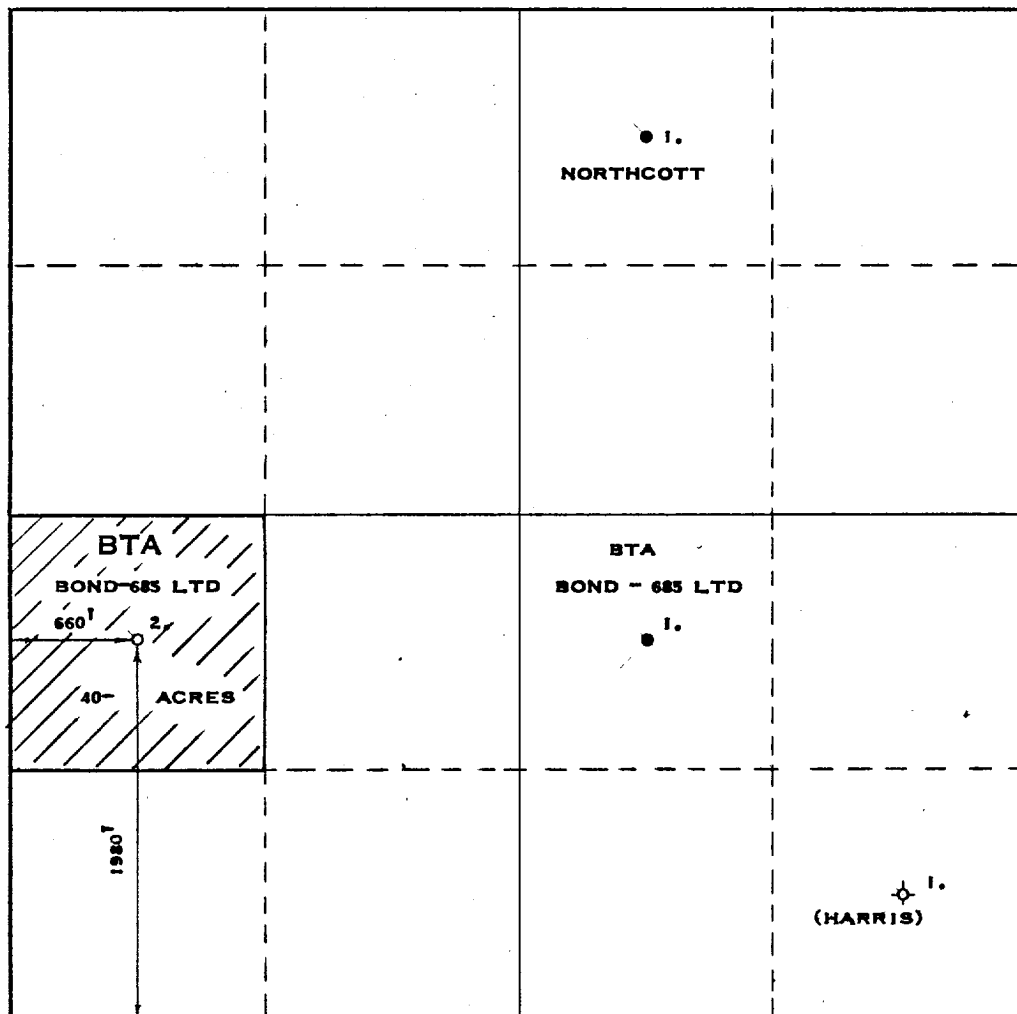 1.
NORTHCOTT
BTA
BOND-685 LTD
660'
2.
40-ACRES
1980'
BTA
BOND - 685 LTD
1.
1.
(HARRIS)